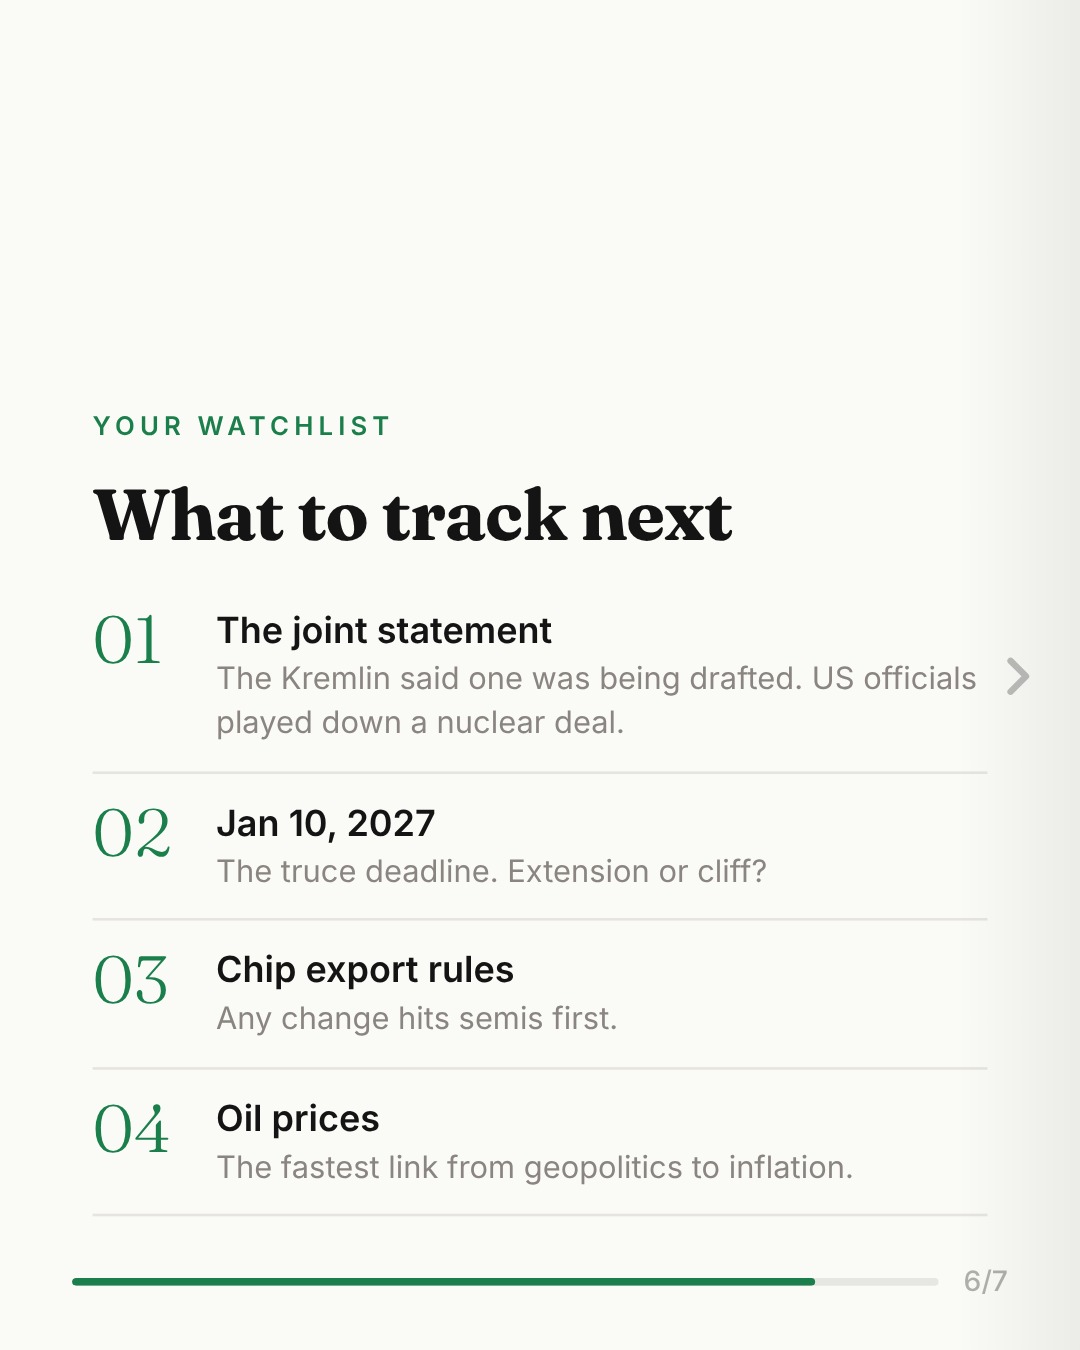 YOUR WATCHLIST
What to track next
01
The joint statement
The Kremlin said one was being drafted. US officials
played down a nuclear deal.
02
Jan 10, 2027
The truce deadline. Extension or cliff?
03
Chip export rules
Any change hits semis first.
04
Oil prices
The fastest link from geopolitics to inflation.
6/7